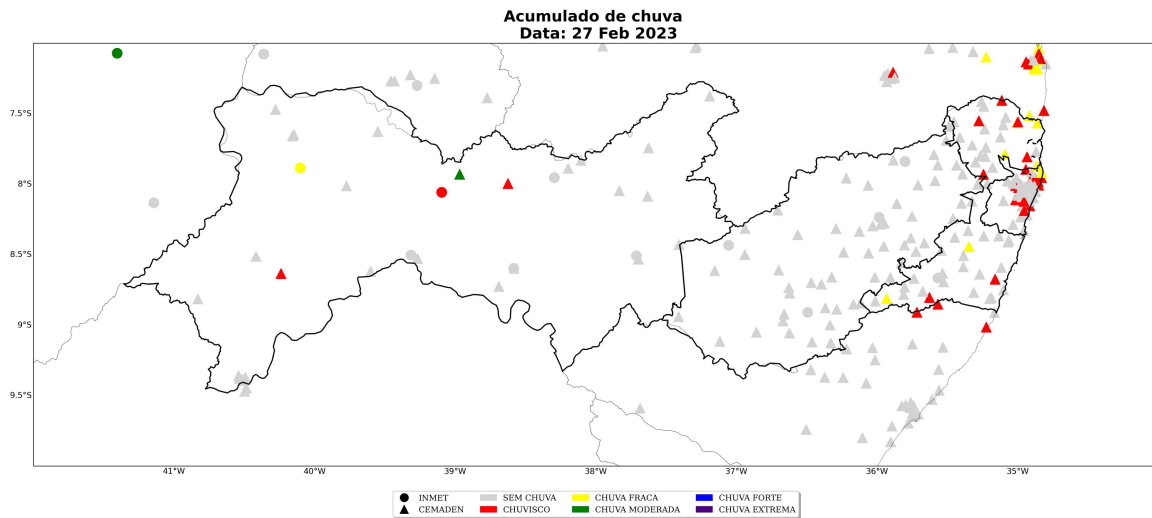 Acumulado de chuva
Data: 27 Feb 2023
7.5°S
8°S
8.5°S
9°S
9.5°S
41°W 40°W 39°W 38°W 37°W 36°W 35°W
INMET SEM CHUVA CHUVA FRACA CHUVA FORTE
CEMADEN CHUVISCO CHUVA MODERADA CHUVA EXTREMA